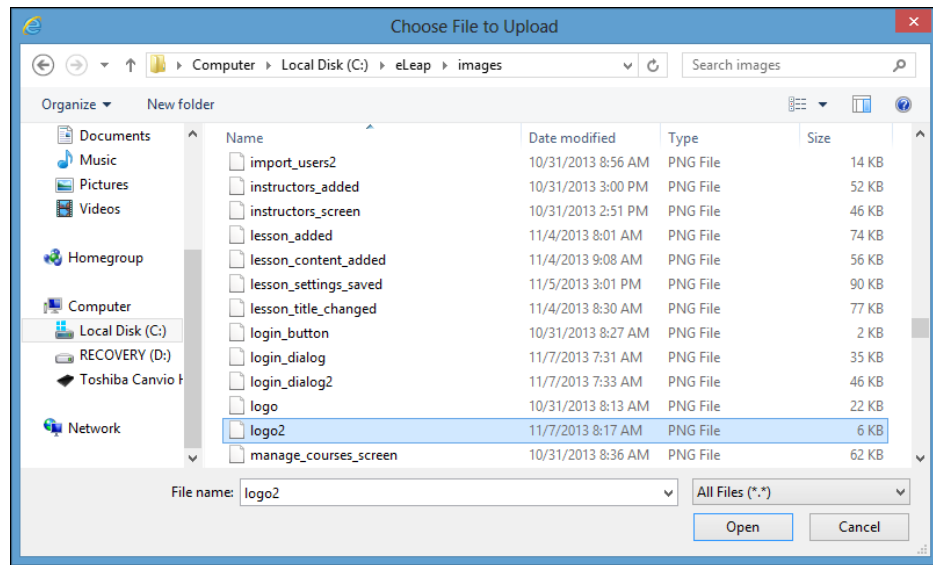 Choose File to Upload
Computer Local Disk (C:) eLeap images Search images
Organize New folder
Documents
Music
Pictures
Videos
Homegroup
Computer
Local Disk (C:)
RECOVERY (D:)
Toshiba Canvio
Network
Name Date modified Type Size
import_users2 10/31/2013 8:56 AM PNG File 14 KB
instructors_added 10/31/2013 3:00 PM PNG File 52 KB
instructors_screen 10/31/2013 2:51 PM PNG File 46 KB
lesson_added 11/4/2013 8:01 AM PNG File 74 KB
lesson_content_added 11/4/2013 9:08 AM PNG File 56 KB
lesson_settings_saved 11/5/2013 3:01 PM PNG File 90 KB
lesson_title_changed 11/4/2013 8:30 AM PNG File 77 KB
login_button 10/31/2013 8:27 AM PNG File 2 KB
login_dialog 11/7/2013 7:31 AM PNG File 35 KB
login_dialog2 11/7/2013 7:33 AM PNG File 46 KB
logo 10/31/2013 8:13 AM PNG File 22 KB
logo2 11/7/2013 8:17 AM PNG File 6 KB
manage_courses_screen 10/31/2013 8:36 AM PNG File 62 KB
File name: logo2 All Files (*.*)
Open Cancel